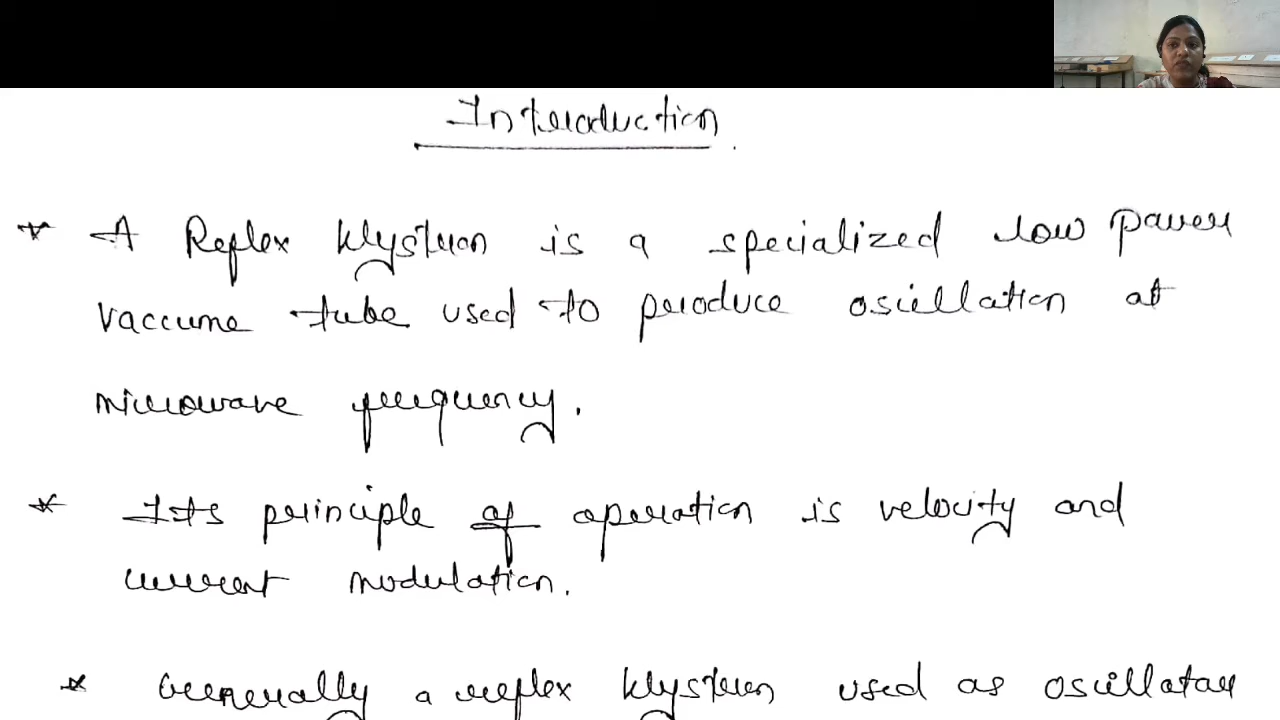 Introduction
* A Reflex klystron is a specialized low power
vaccume tube used to produce oscillation at
microwave frequency.
* Its principle of operation is velocity and
current modulation.
* Generally a reflex klystron used as oscillator